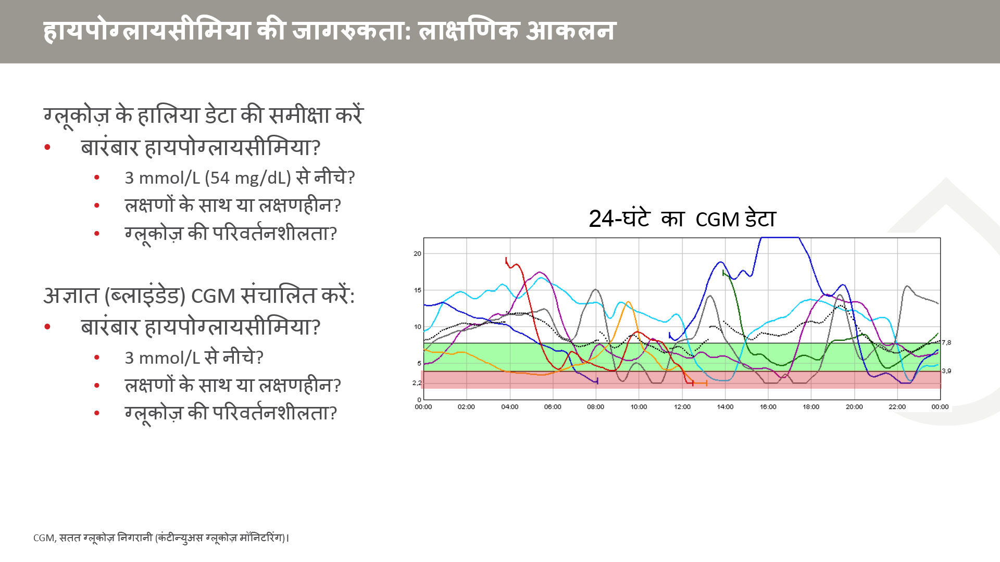 हायपोग्लायसीमिया की जागरुकता: लाक्षणिक आकलन
ग्लूकोज़ के हालिया डेटा की समीक्षा करें
• बारंबार हायपोग्लायसीमिया?
• 3 mmol/L (54 mg/dL) से नीचे?
• लक्षणों के साथ या लक्षणहीन?
• ग्लूकोज़ की परिवर्तनशीलता?
अज्ञात (ब्लाइंडेड) CGM संचालित करें:
• बारंबार हायपोग्लायसीमिया?
• 3 mmol/L से नीचे?
• लक्षणों के साथ या लक्षणहीन?
• ग्लूकोज़ की परिवर्तनशीलता?
24-घंटे का CGM डेटा
20
15
10
7,8
5
3,9
2,2
0
00:00 02:00 04:00 06:00 08:00 10:00 12:00 14:00 16:00 18:00 20:00 22:00 00:00
CGM, सतत ग्लूकोज़ निगरानी (कंटीन्युअस ग्लूकोज़ मॉनिटरिंग)।